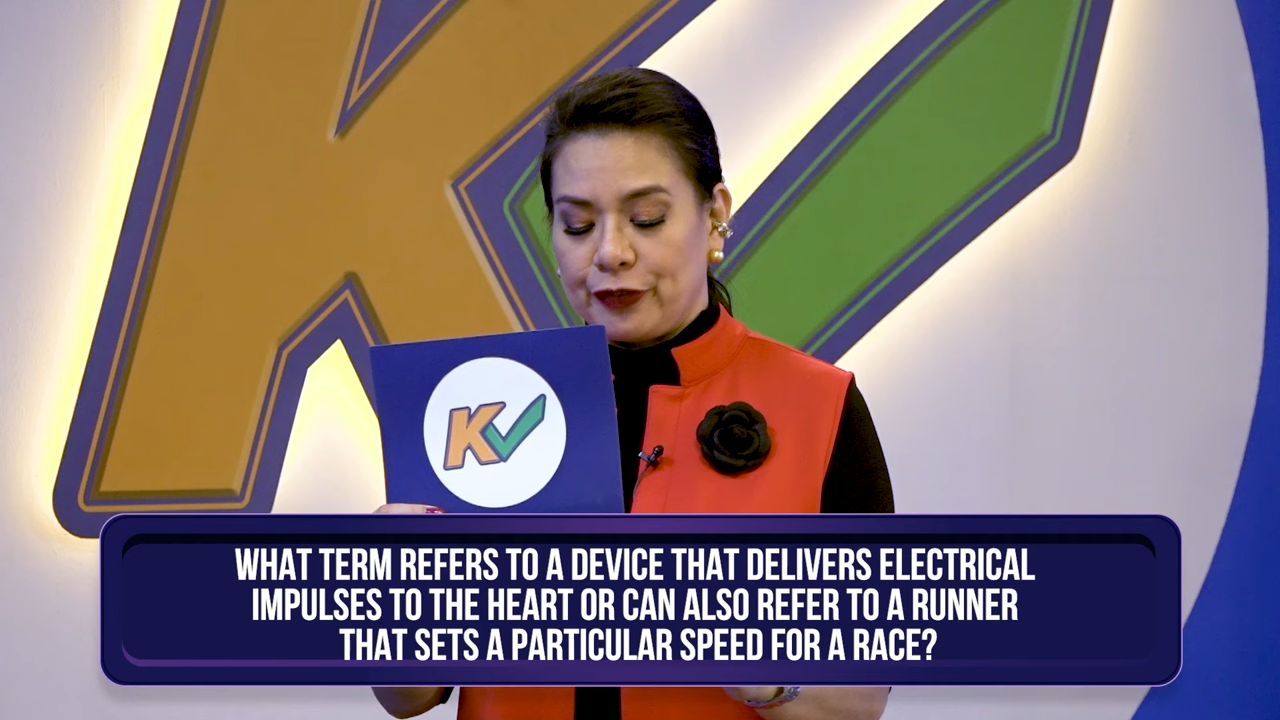 K
K
WHAT TERM REFERS TO A DEVICE THAT DELIVERS ELECTRICAL
IMPULSES TO THE HEART OR CAN ALSO REFER TO A RUNNER
THAT SETS A PARTICULAR SPEED FOR A RACE?